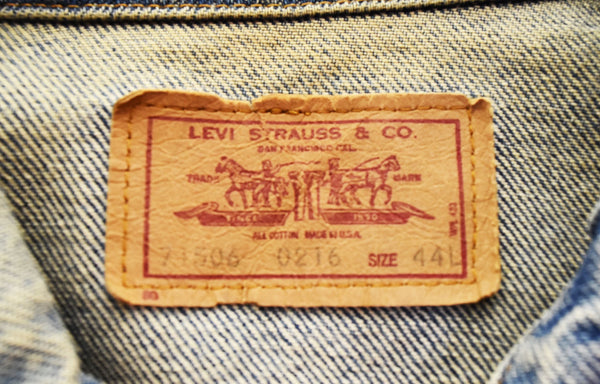 LEVI STRAUSS & CO.
SAN FRANCISCO CAL.
TRADE MARK
ALL COTTON MADE IN U.S.A.
71506 0216 SIZE 44L